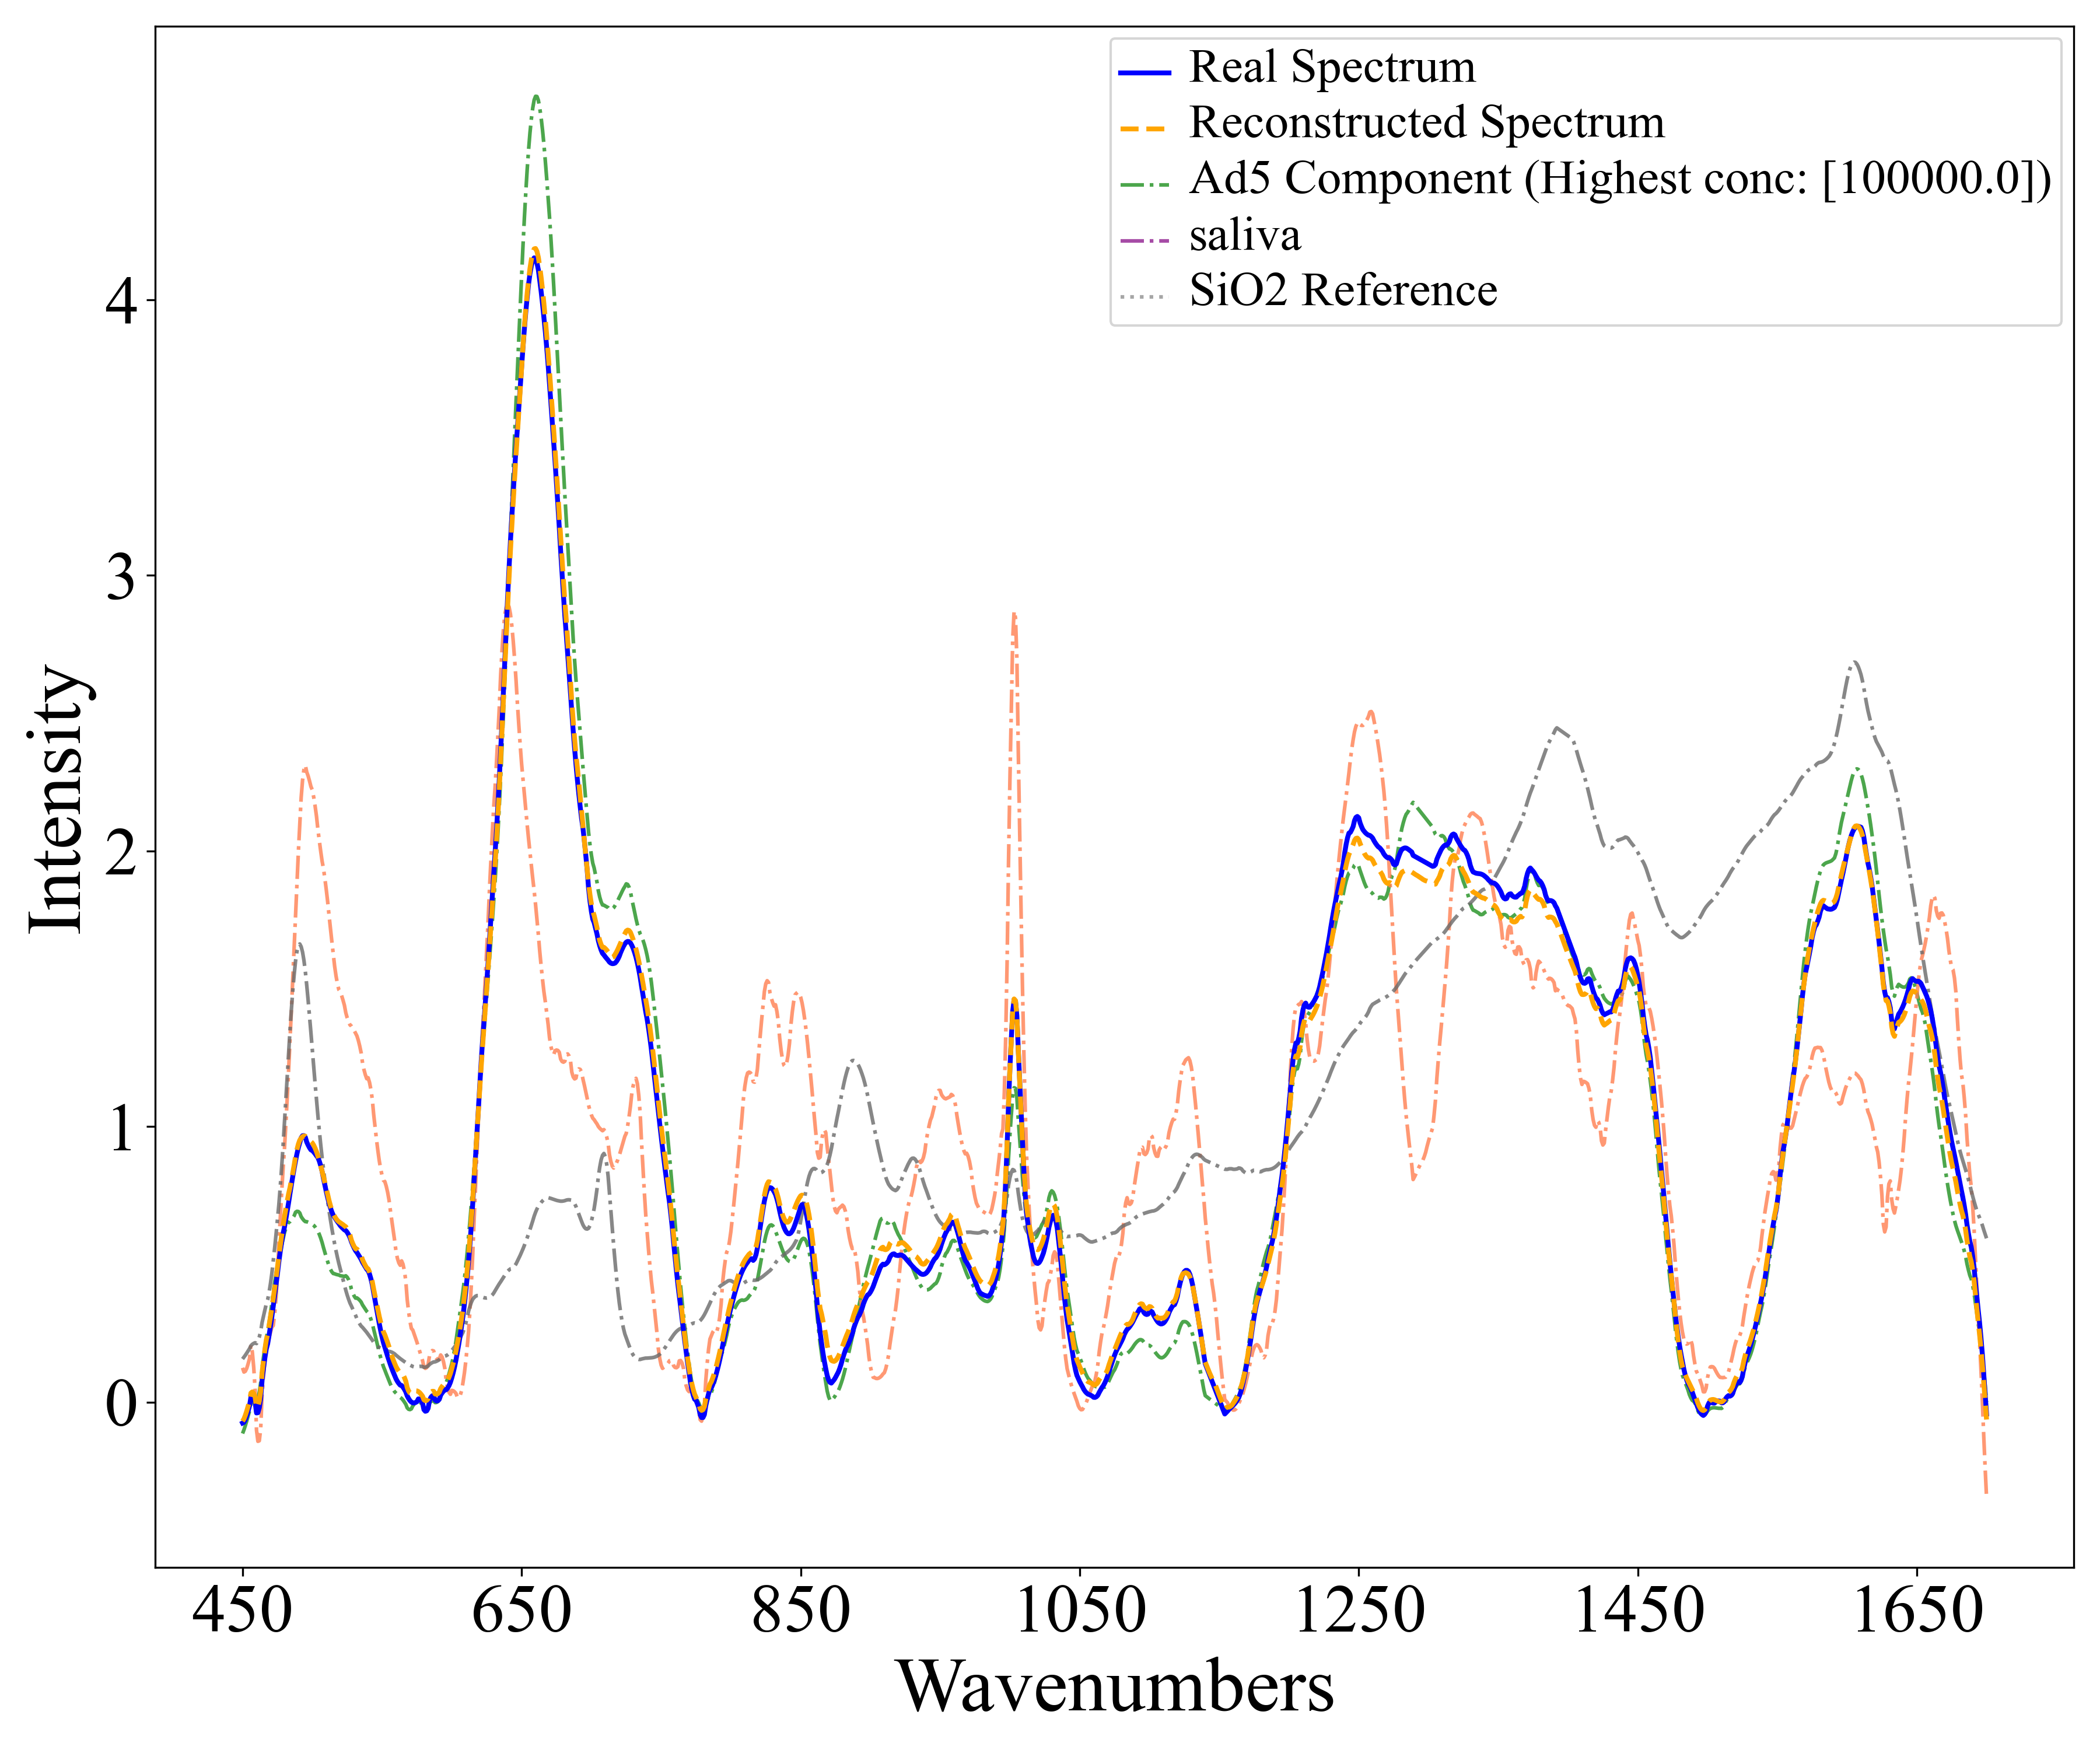 Real Spectrum
Reconstructed Spectrum
Ad5 Component (Highest conc: [100000.0])
saliva
SiO2 Reference
4
3
2
1
0
Intensity
450 650 850 1050 1250 1450 1650
Wavenumbers